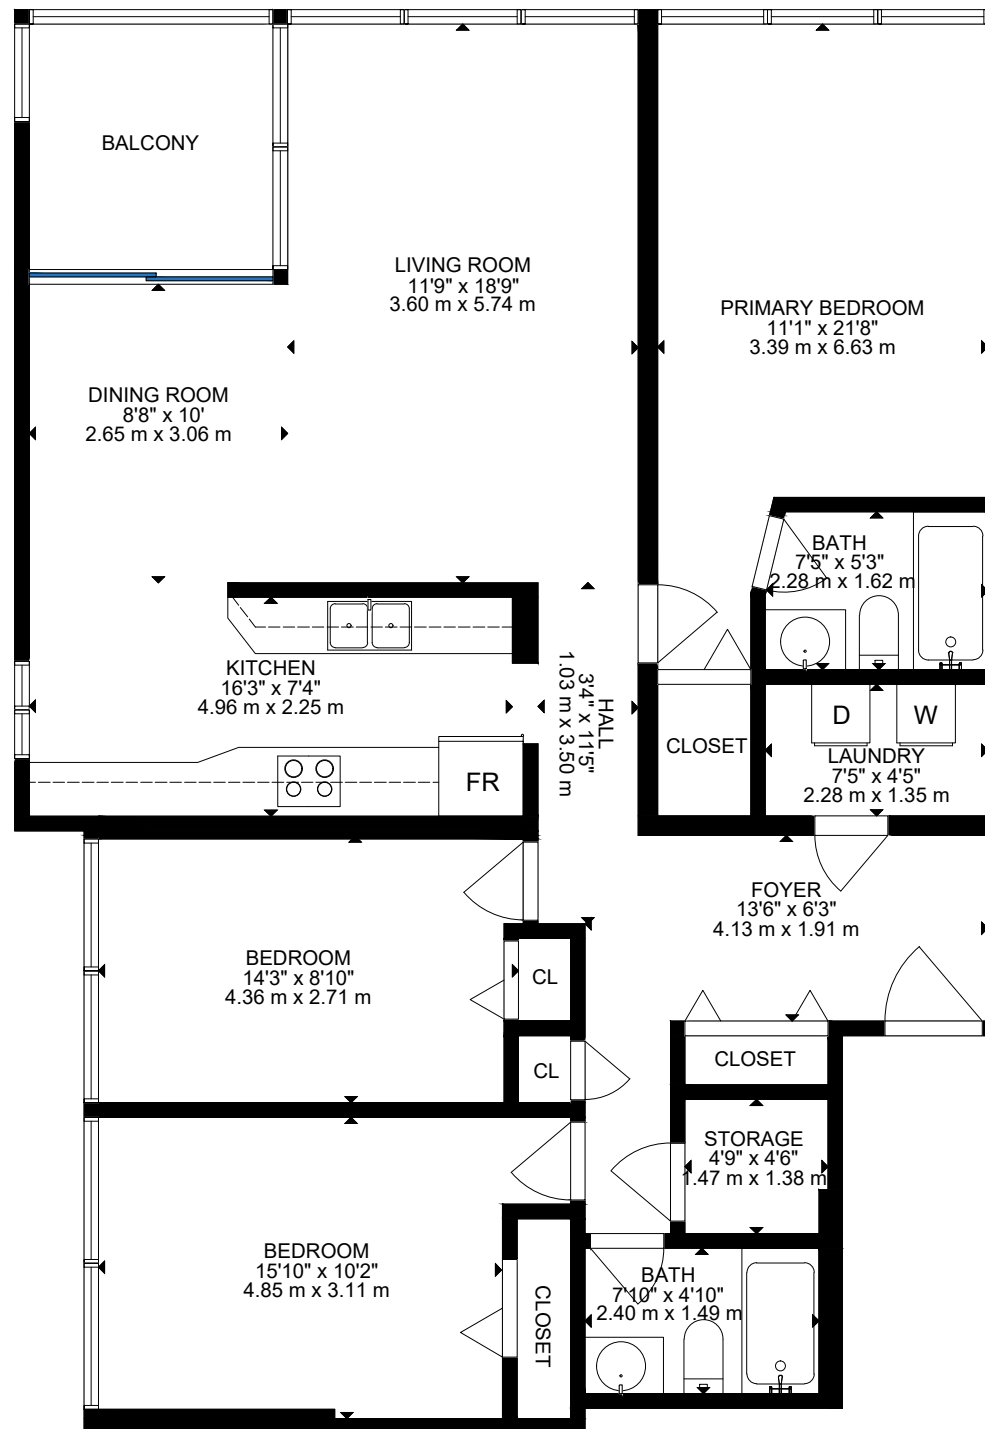 BALCONY
LIVING ROOM
11'9" x 18'9"
3.60 m x 5.74 m
PRIMARY BEDROOM
11'1" x 21'8"
3.39 m x 6.63 m
DINING ROOM
8'8" x 10'
2.65 m x 3.06 m
BATH
7'5" x 5'3"
2.28 m x 1.62 m
KITCHEN
16'3" x 7'4"
4.96 m x 2.25 m
HALL
3'4" x 11'5"
1.03 m x 3.50 m
CLOSET
D
W
LAUNDRY
7'5" x 4'5"
2.28 m x 1.35 m
FR
FOYER
13'6" x 6'3"
4.13 m x 1.91 m
BEDROOM
14'3" x 8'10"
4.36 m x 2.71 m
CL
CL
CLOSET
STORAGE
4'9" x 4'6"
1.47 m x 1.38 m
BEDROOM
15'10" x 10'2"
4.85 m x 3.11 m
CLOSET
BATH
7'10" x 4'10"
2.40 m x 1.49 m